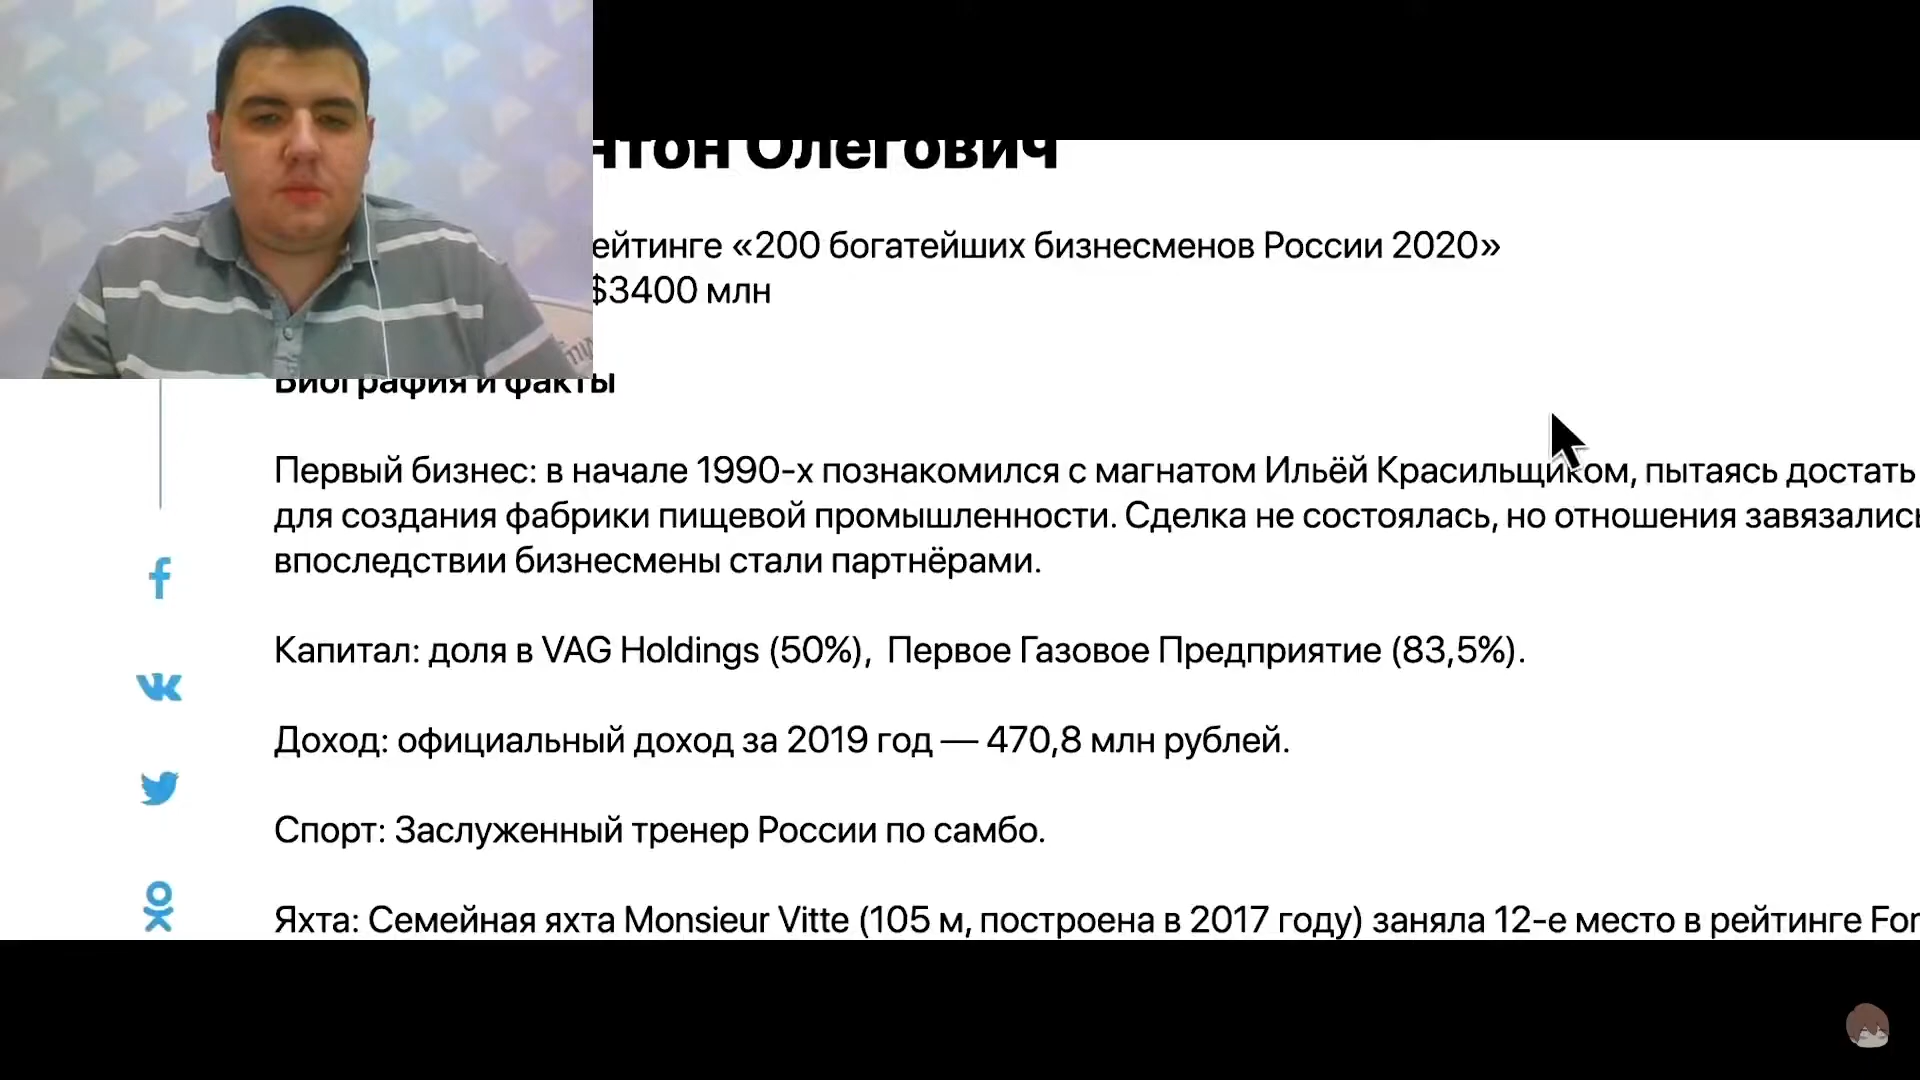 Олегович
«200 богатейших бизнесменов России 2020»
$3400 млн
Биография и факты
Первый бизнес: в начале 1990-х познакомился с магнатом Ильёй Красильщиком, пытаясь достать
для создания фабрики пищевой промышленности. Сделка не состоялась, но отношения завязались
впоследствии бизнесмены стали партнёрами.
Капитал: доля в VAG Holdings (50%), Первое Газовое Предприятие (83,5%).
Доход: официальный доход за 2019 год — 470,8 млн рублей.
Спорт: Заслуженный тренер России по самбо.
Яхта: Семейная яхта Monsieur Vitte (105 м, построена в 2017 году) заняла 12-е место в рейтинге